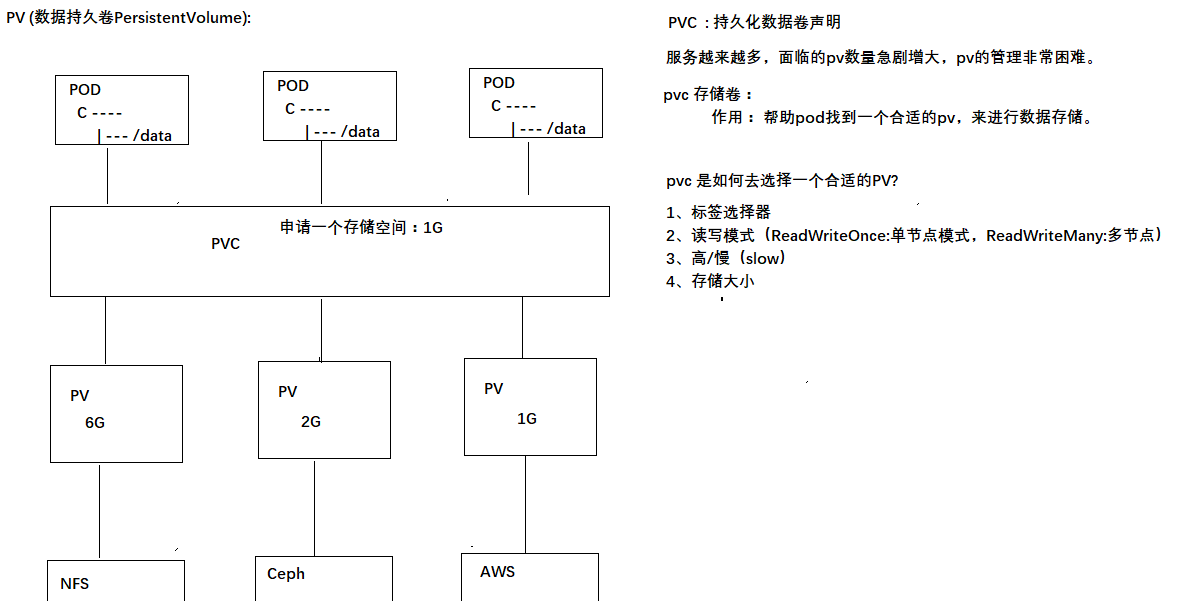 PV (数据持久卷PersistentVolume):
POD
C ----
|--- /data
POD
C ----
|--- /data
POD
C ----
|--- /data
申请一个存储空间：1G
PVC
PV
6G
PV
2G
PV
1G
NFS
Ceph
AWS
PVC ：持久化数据卷声明
服务越来越多，面临的pv数量急剧增大，pv的管理非常困难。
pvc 存储卷：
作用：帮助pod找到一个合适的pv，来进行数据存储。
pvc 是如何去选择一个合适的PV?
1、标签选择器
2、读写模式（ReadWriteOnce:单节点模式，ReadWriteMany:多节点）
3、高/慢（slow）
4、存储大小